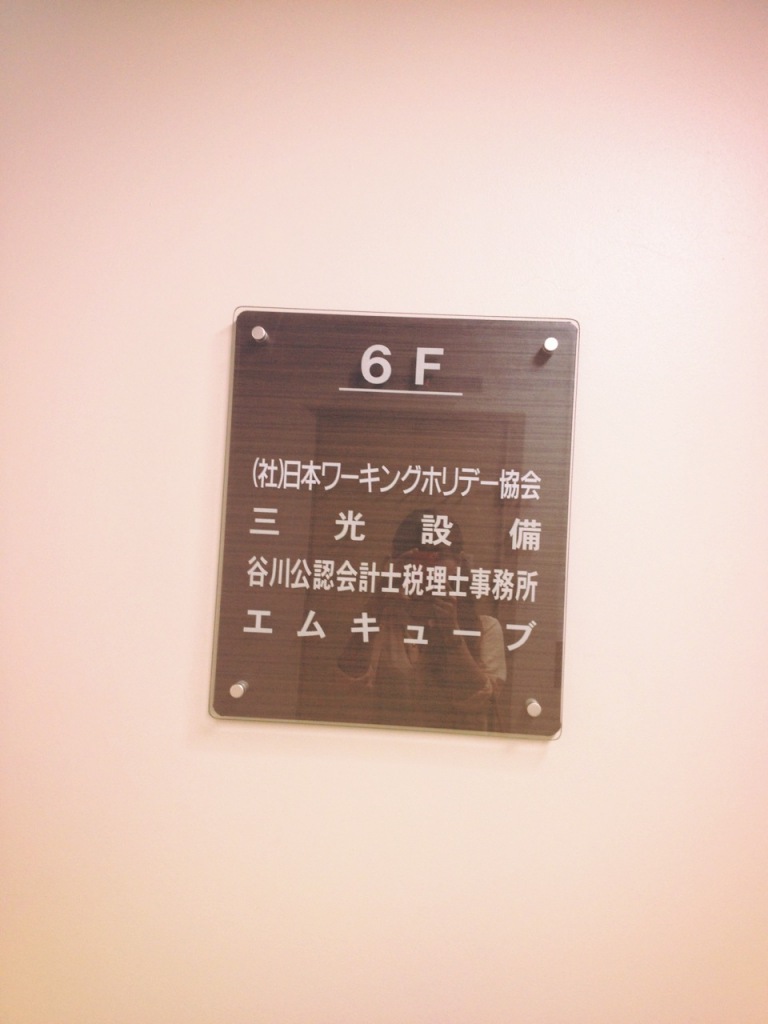 6F
(社)日本ワーキングホリデー協会
三光設備
谷川公認会計士税理士事務所
エムキューブ